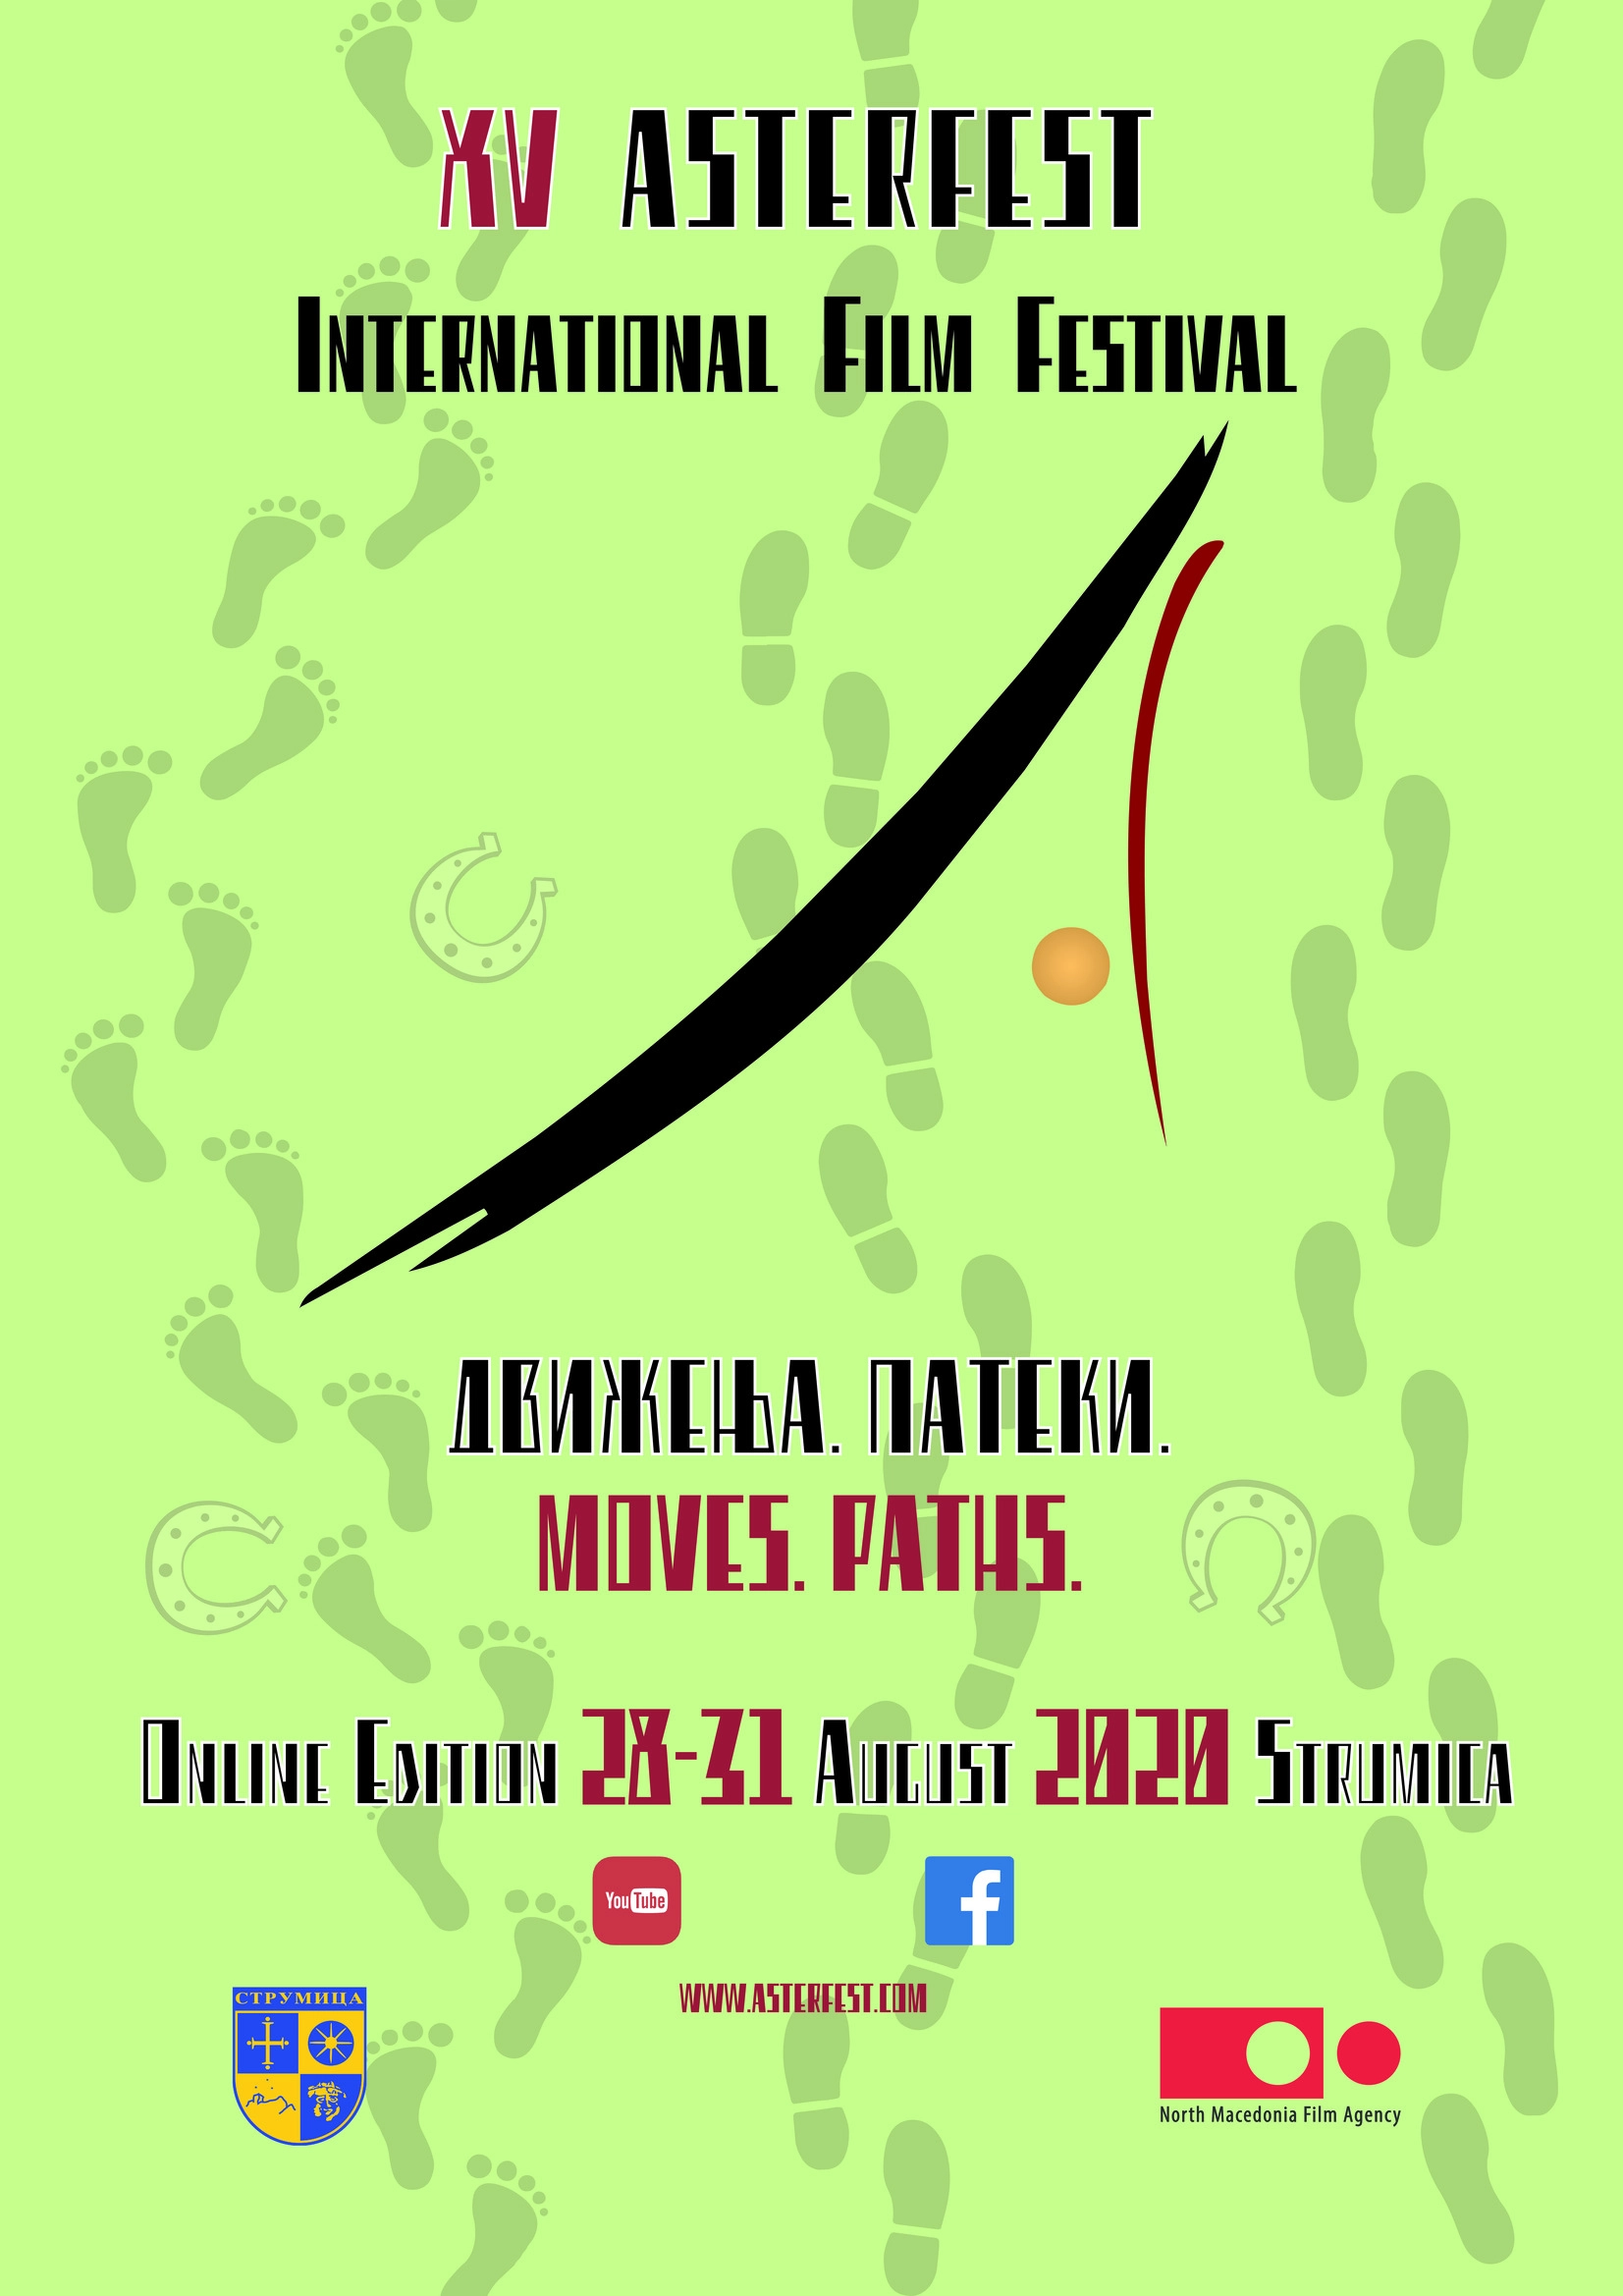 XV ASTERFEST
INTERNATIONAL FILM FESTIVAL
ДВИЖЕЊА. ПАТЕКИ.
MOVES. PATHS.
ONLINE EDITION 28-31 AUGUST 2020 STRUMICA
YouTube f
WWW.ASTERFEST.COM
СТРУМИЦА
North Macedonia Film Agency